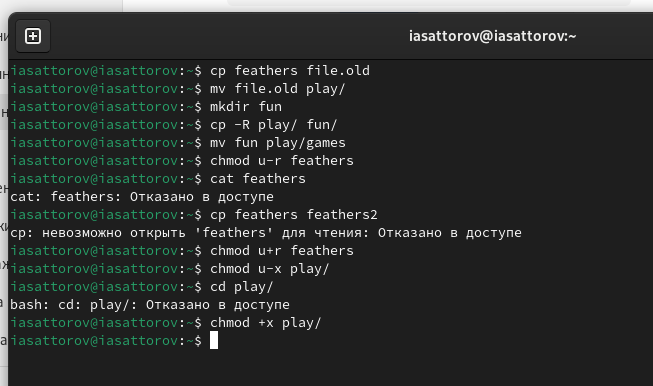 iasattorov@iasattorov:~
iasattorov@iasattorov:~$ cp feathers file.old
iasattorov@iasattorov:~$ mv file.old play/
iasattorov@iasattorov:~$ mkdir fun
iasattorov@iasattorov:~$ cp -R play/ fun/
iasattorov@iasattorov:~$ mv fun play/games
iasattorov@iasattorov:~$ chmod u-r feathers
iasattorov@iasattorov:~$ cat feathers
cat: feathers: Отказано в доступе
iasattorov@iasattorov:~$ cp feathers feathers2
cp: невозможно открыть 'feathers' для чтения: Отказано в доступе
iasattorov@iasattorov:~$ chmod u+r feathers
iasattorov@iasattorov:~$ chmod u-x play/
iasattorov@iasattorov:~$ cd play/
bash: cd: play/: Отказано в доступе
iasattorov@iasattorov:~$ chmod +x play/
iasattorov@iasattorov:~$